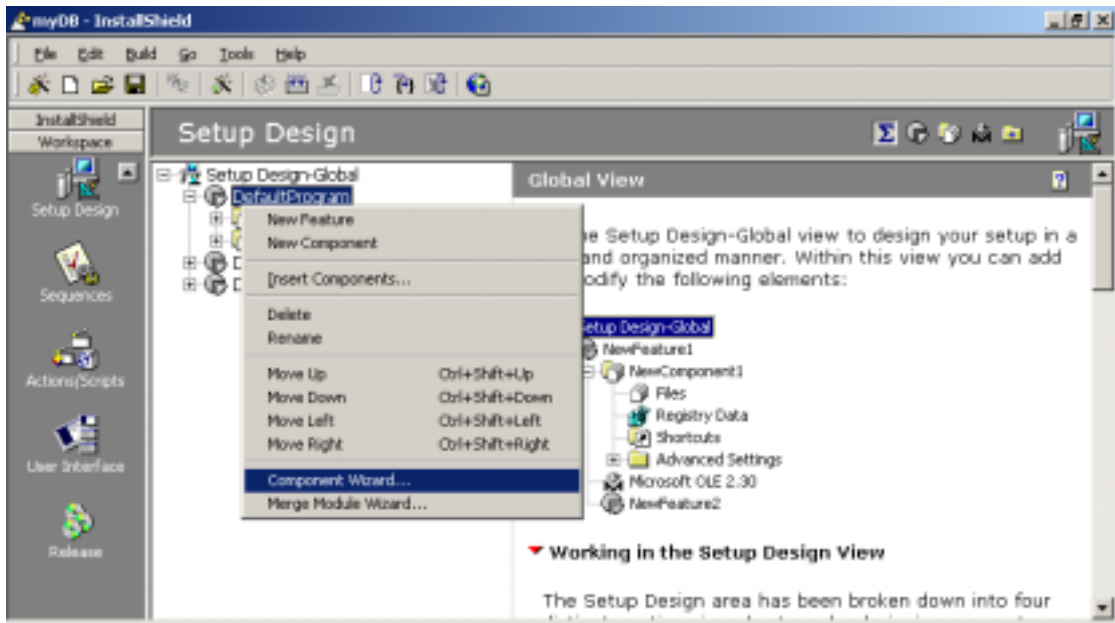 myDB - InstallShield
File Edit Build Go Tools Help
InstallShield
Workspace
Setup Design
Sequences
Actions/Scripts
User Interface
Release
Setup Design
Setup Design-Global
DefaultProgram
D
D
New Feature
New Component
Insert Components...
Delete
Rename
Move Up Ctrl+Shift+Up
Move Down Ctrl+Shift+Down
Move Left Ctrl+Shift+Left
Move Right Ctrl+Shift+Right
Component Wizard...
Merge Module Wizard...
Global View
e Setup Design-Global view to design your setup in a
and organized manner. Within this view you can add
odify the following elements:
Setup Design-Global
NewFeature1
NewComponent1
Files
Registry Data
Shortcuts
Advanced Settings
Microsoft OLE 2.30
NewFeature2
Working in the Setup Design View
The Setup Design area has been broken down into four